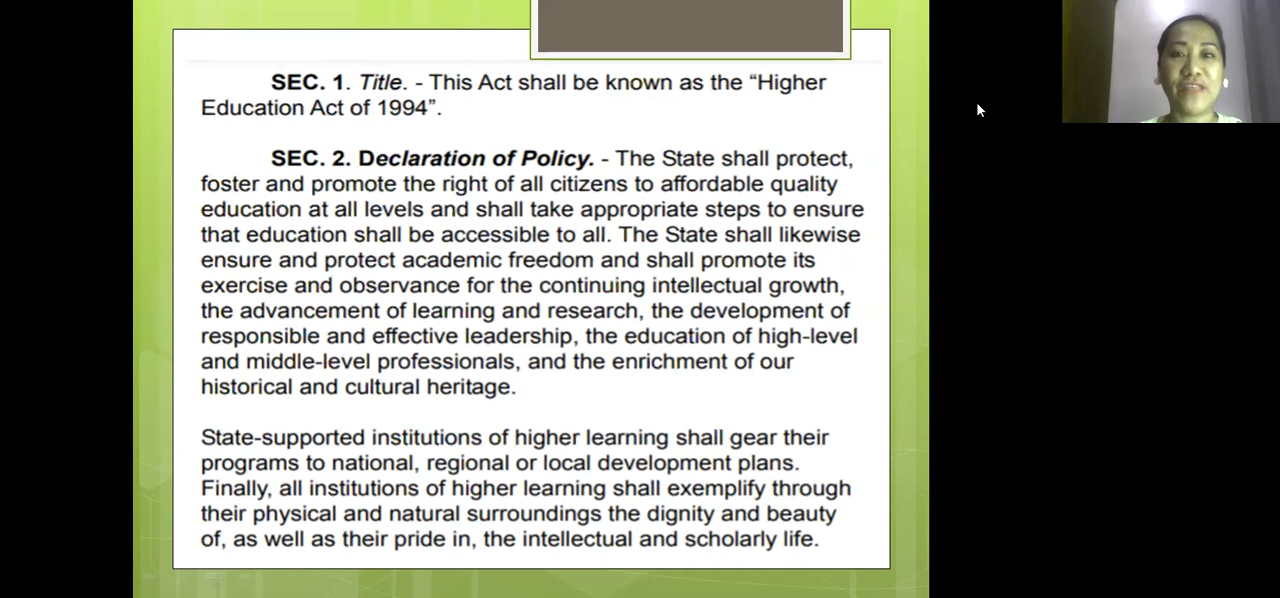 SEC. 1. Title. - This Act shall be known as the “Higher
Education Act of 1994”.
SEC. 2. Declaration of Policy. - The State shall protect,
foster and promote the right of all citizens to affordable quality
education at all levels and shall take appropriate steps to ensure
that education shall be accessible to all. The State shall likewise
ensure and protect academic freedom and shall promote its
exercise and observance for the continuing intellectual growth,
the advancement of learning and research, the development of
responsible and effective leadership, the education of high-level
and middle-level professionals, and the enrichment of our
historical and cultural heritage.
State-supported institutions of higher learning shall gear their
programs to national, regional or local development plans.
Finally, all institutions of higher learning shall exemplify through
their physical and natural surroundings the dignity and beauty
of, as well as their pride in, the intellectual and scholarly life.